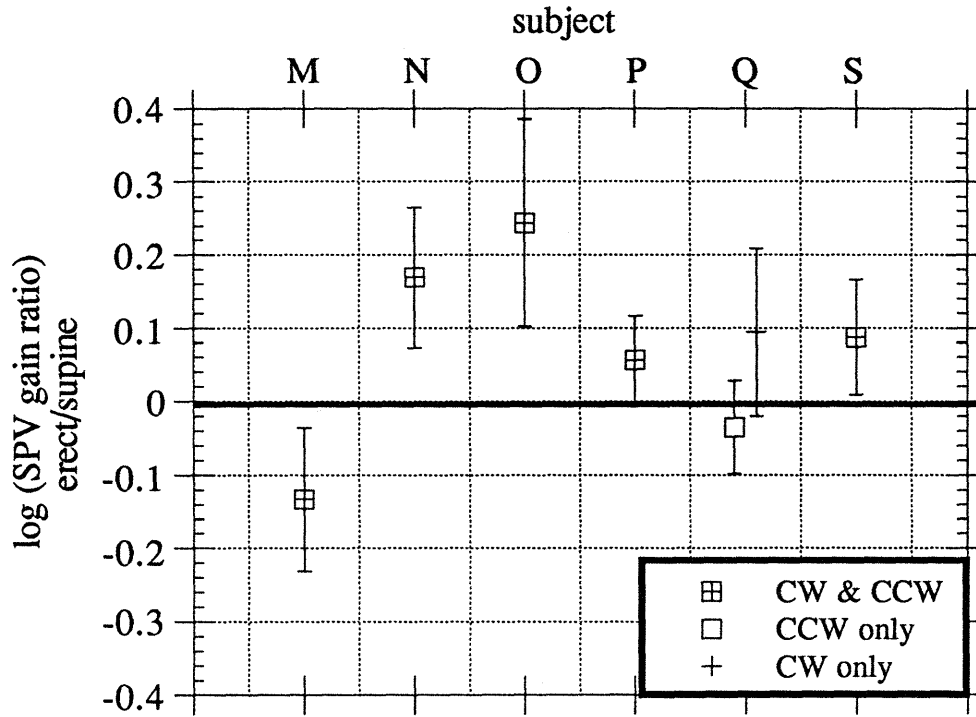 subject
M N O P Q S
0.4
0.3
0.2
0.1
0
-0.1
-0.2
-0.3
-0.4
log (SPV gain ratio)
erect/supine
CW & CCW
CCW only
CW only